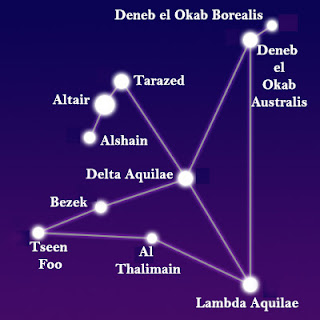 Deneb el Okab Borealis
Deneb
el
Okab
Australis
Tarazed
Altair
Alshain
Delta Aquilae
Bezek
Tseen
Foo
Al
Thalimain
Lambda Aquilae